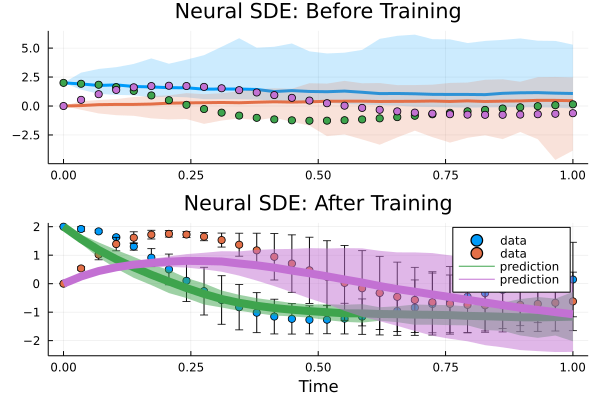 Neural SDE: Before Training
5.0
2.5
0.0
−2.5
0.00 0.25 0.50 0.75 1.00
Neural SDE: After Training
2
1
0
−1
−2
data
data
prediction
prediction
0.00 0.25 0.50 0.75 1.00
Time